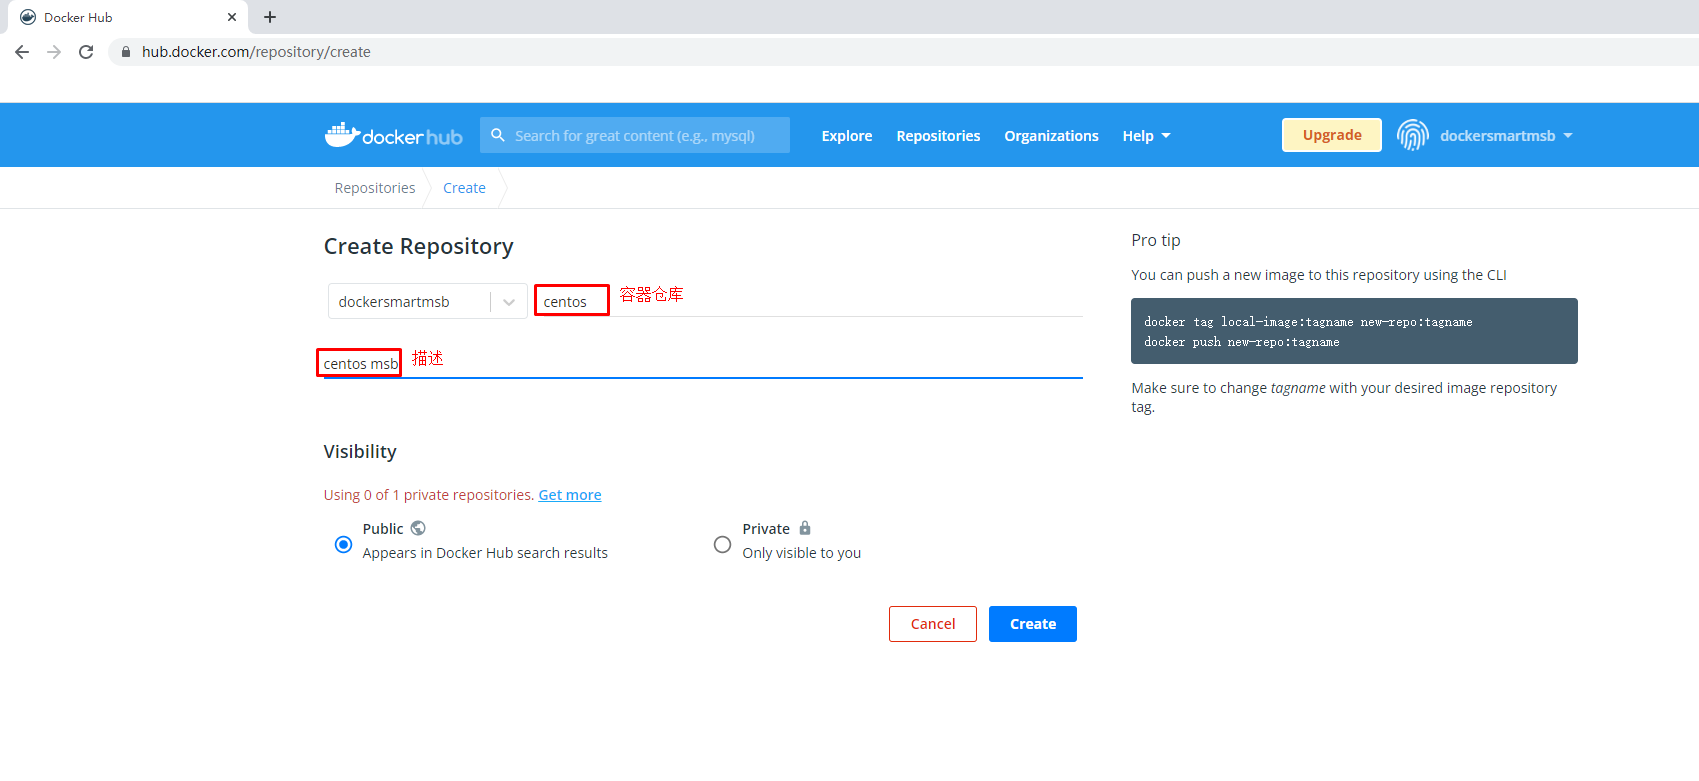 Docker Hub
hub.docker.com/repository/create
dockerhub
Search for great content (e.g., mysql)
Explore
Repositories
Organizations
Help
Upgrade
dockersmartmsb
Repositories
Create
Create Repository
dockersmartmsb
centos
容器仓库
centos msb
描述
Visibility
Using 0 of 1 private repositories. Get more
Public
Appears in Docker Hub search results
Private
Only visible to you
Cancel
Create
Pro tip
You can push a new image to this repository using the CLI
docker tag local-image:tagname new-repo:tagname
docker push new-repo:tagname
Make sure to change tagname with your desired image repository
tag.